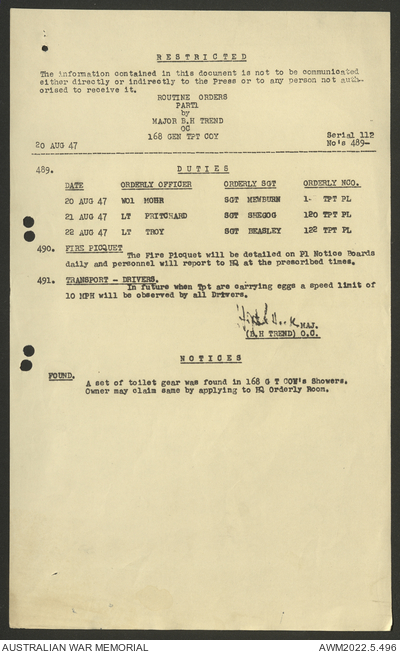 RESTRICTED
The information contained in this document is not to be communicated
either directly or indirectly to the Press or to any person not auth-
orised to receive it.
ROUTINE ORDERS
PART1
by
MAJOR B.H TREND
OC
168 GEN TPT COY
Serial 112
20 AUG 47 No's 489-
489. DUTIES
DATE ORDERLY OFFICER ORDERLY SGT ORDERLY NCO.
20 AUG 47 WO1 MOHR SGT MEWBURN 1- TPT PL
21 AUG 47 LT PRITCHARD SGT SHEGOG 120 TPT PL
22 AUG 47 LT TROY SGT BEASLEY 122 TPT PL
490. FIRE PICQUET
The Fire Picquet will be detailed on Pl Notice Boards
daily and personnel will report to HQ at the prescribed times.
491. TRANSPORT - DRIVERS.
In future when Tpt are carrying eggs a speed limit of
10 MPH will be observed by all Drivers.
MAJ.
(B.H TREND) O.C.
NOTICES
FOUND.
A set of toilet gear was found in 168 G T COY's Showers.
Owner may claim same by applying to HQ Orderly Room.
AUSTRALIAN WAR MEMORIAL AWM2022.5.496